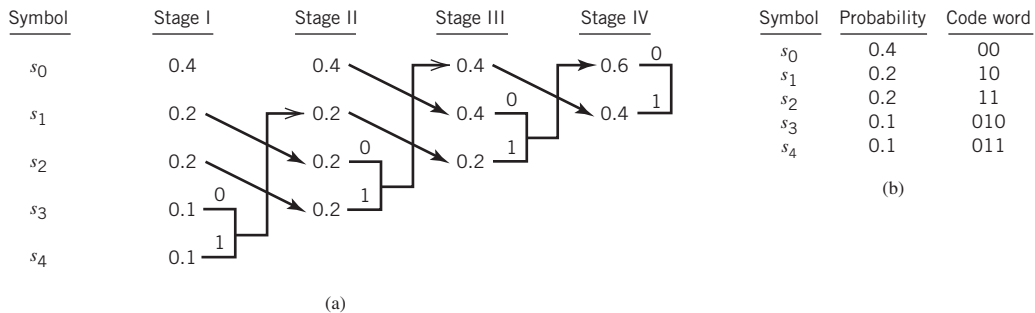 Symbol Stage I Stage II Stage III Stage IV Symbol Probability Code word
s0 0.4 0.4 0.4 0.6 0 s0 0.4 00
s1 0.2 0.2 0.4 0 0.4 1 s1 0.2 10
s2 0.2 0.2 0 0.2 1 s2 0.2 11
s3 0.1 0 0.2 1 s3 0.1 010
s4 0.1 1 s4 0.1 011
(a) (b)